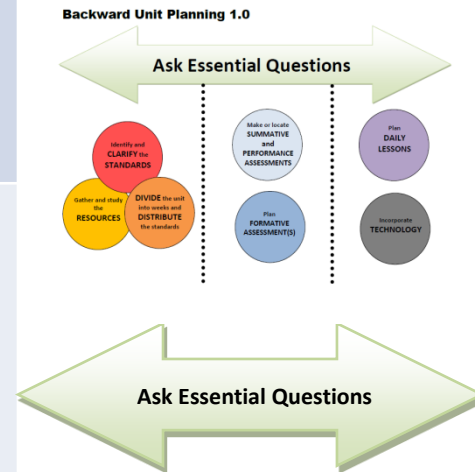 Backward Unit Planning 1.0
Ask Essential Questions
Identify and
CLARIFY the
STANDARDS
Gather and study
the
RESOURCES
DIVIDE the unit
into weeks and
DISTRIBUTE
the standards
Make or locate
SUMMATIVE
and
PERFORMANCE
ASSESSMENTS
Plan
FORMATIVE
ASSESSMENT(S)
Plan
DAILY
LESSONS
Incorporate
TECHNOLOGY
Ask Essential Questions